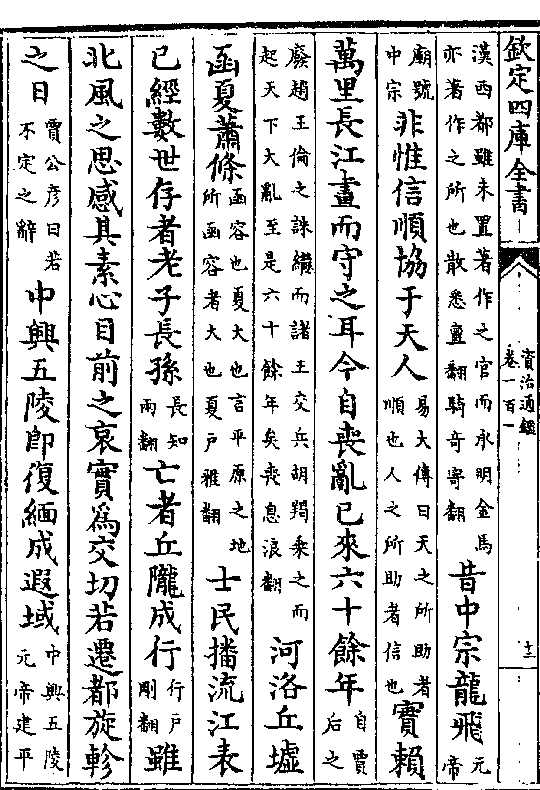 欽定四庫全書 資治通鑑卷一百一 十二
漢西都雖未置著作之官而承明金馬亦著作之所也散悉亶翻騎奇寄翻昔中宗龍飛元帝
廟號中宗非惟信順協于天人易大傳曰天之所助者順也人之所助者信也實賴
萬里長江畫而守之耳今自喪亂已來六十餘年自賈后之
廢趙王倫之誅繼而諸王交兵胡羯乘之而起天下大亂至是六十餘年矣喪息浪翻河洛丘墟
函夏蕭條函容也夏大也言平原之地所函容者大也夏戶雅翻士民播流江表
已經數世存者老子長孫長知兩翻亡者丘隴成行行戶剛翻雖
北風之思感其素心目前之哀實爲交切若遷都旋軫
之日賈公彥曰若不定之辭中興五陵即復緬成遐域中興五陵元帝建平